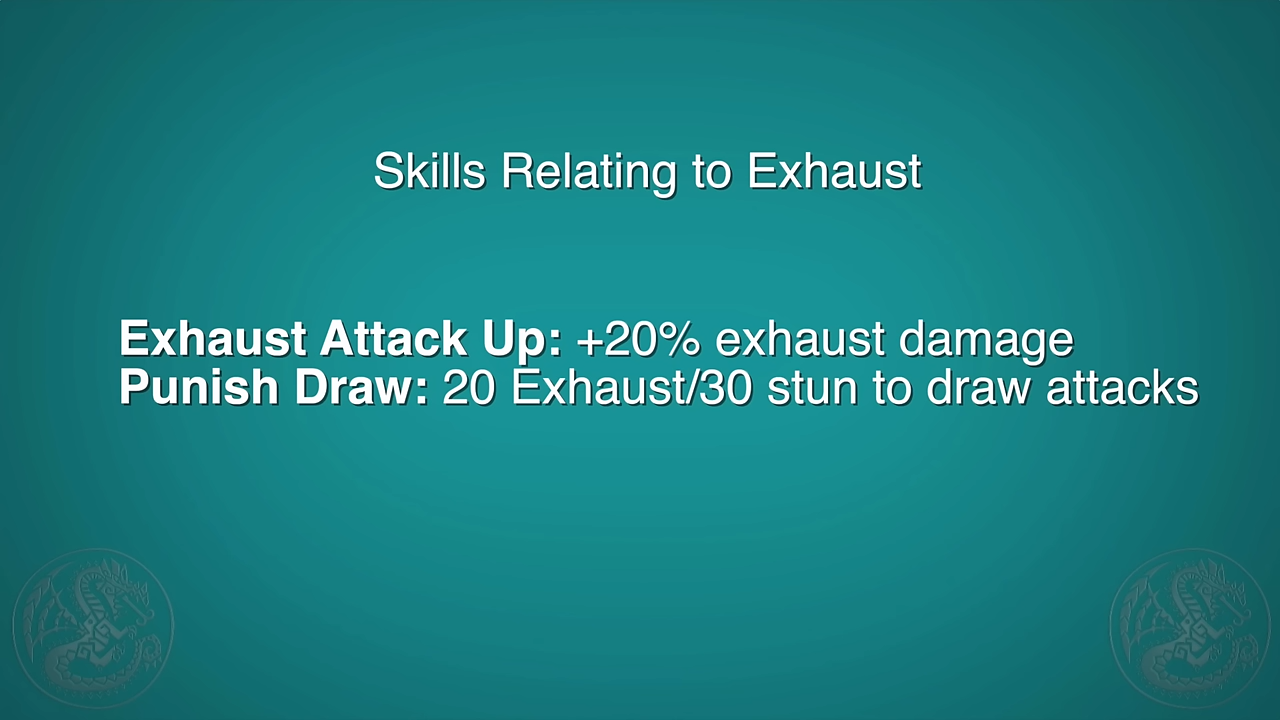 Skills Relating to Exhaust
Exhaust Attack Up: +20% exhaust damage
Punish Draw: 20 Exhaust/30 stun to draw attacks